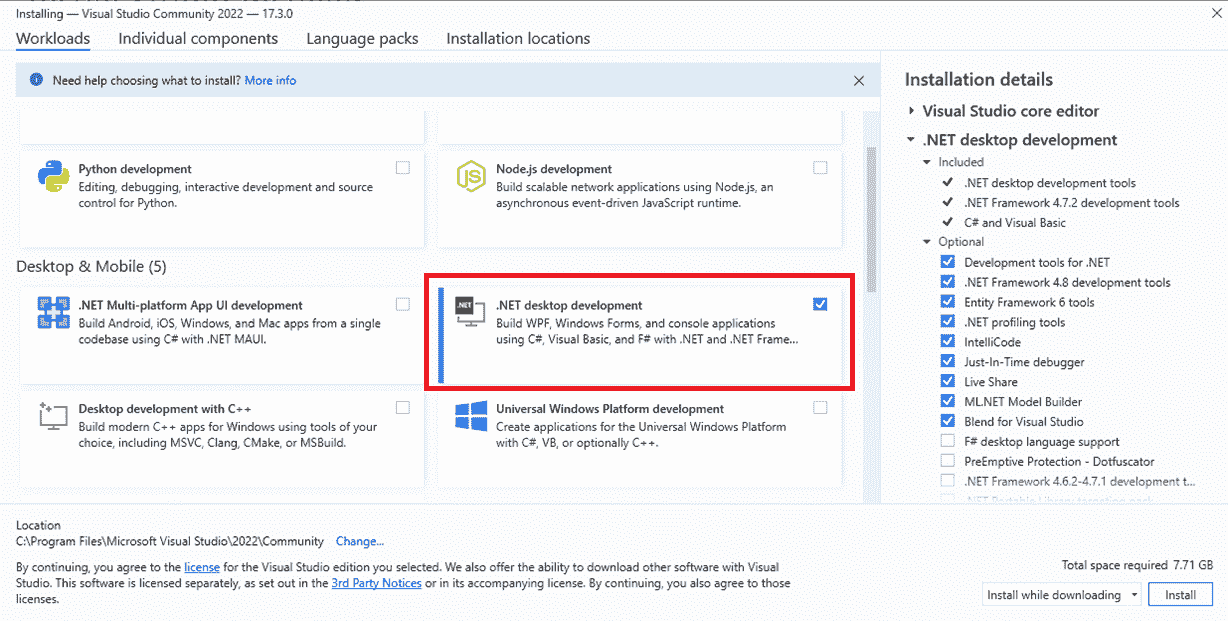 Installing — Visual Studio Community 2022 — 17.3.0
Workloads
Individual components
Language packs
Installation locations
Need help choosing what to install? More info
Python development
Editing, debugging, interactive development and source
control for Python.
Node.js development
Build scalable network applications using Node.js, an
asynchronous event-driven JavaScript runtime.
Desktop & Mobile (5)
.NET Multi-platform App UI development
Build Android, iOS, Windows, and Mac apps from a single
codebase using C# with .NET MAUI.
.NET
.NET desktop development
Build WPF, Windows Forms, and console applications
using C#, Visual Basic, and F# with .NET and .NET Frame...
Desktop development with C++
Build modern C++ apps for Windows using tools of your
choice, including MSVC, Clang, CMake, or MSBuild.
Universal Windows Platform development
Create applications for the Universal Windows Platform
with C#, VB, or optionally C++.
Installation details
Visual Studio core editor
.NET desktop development
Included
.NET desktop development tools
.NET Framework 4.7.2 development tools
C# and Visual Basic
Optional
Development tools for .NET
.NET Framework 4.8 development tools
Entity Framework 6 tools
.NET profiling tools
IntelliCode
Just-In-Time debugger
Live Share
ML.NET Model Builder
Blend for Visual Studio
F# desktop language support
PreEmptive Protection - Dotfuscator
.NET Framework 4.6.2-4.7.1 development t...
Location
C:\Program Files\Microsoft Visual Studio\2022\Community Change...
By continuing, you agree to the license for the Visual Studio edition you selected. We also offer the ability to download other software with Visual
Studio. This software is licensed separately, as set out in the 3rd Party Notices or in its accompanying license. By continuing, you also agree to those
licenses.
Total space required 7.71 GB
Install while downloading
Install